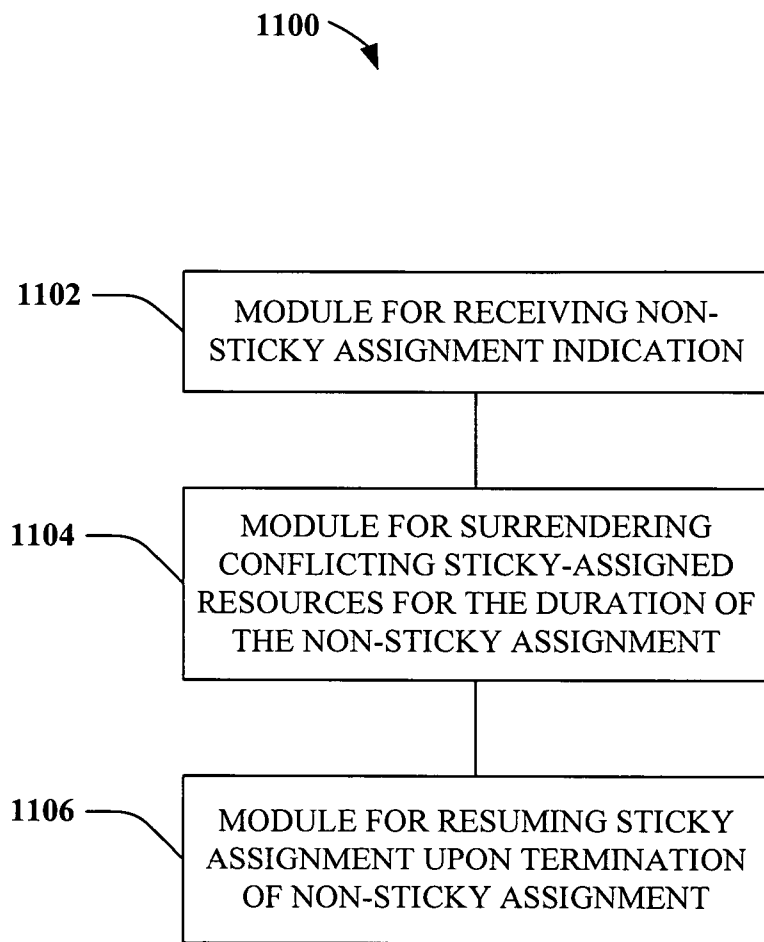 1100
1102
MODULE FOR RECEIVING NON-
STICKY ASSIGNMENT INDICATION
1104
MODULE FOR SURRENDERING
CONFLICTING STICKY-ASSIGNED
RESOURCES FOR THE DURATION OF
THE NON-STICKY ASSIGNMENT
1106
MODULE FOR RESUMING STICKY
ASSIGNMENT UPON TERMINATION
OF NON-STICKY ASSIGNMENT